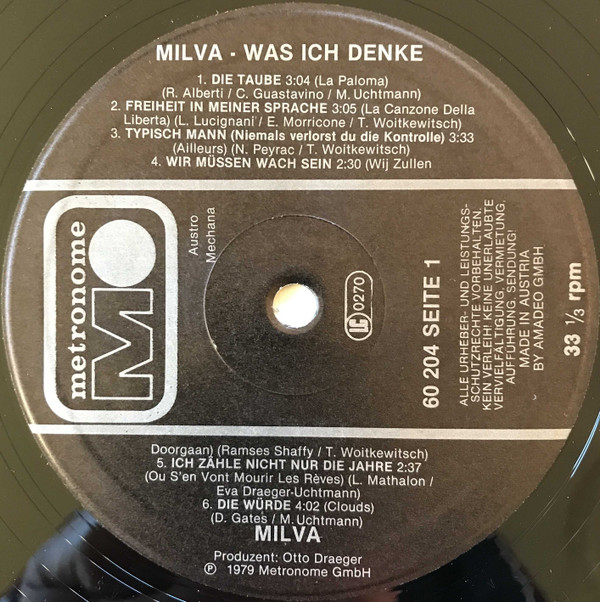 MILVA - WAS ICH DENKE
1. DIE TAUBE 3:04 (La Paloma)
(R. Alberti / C. Guastavino / M. Uchtmann)
2. FREIHEIT IN MEINER SPRACHE 3:05 (La Canzone Della
Liberta) (L. Lucignani / E. Morricone / T. Woitkewitsch)
3. TYPISCH MANN (Niemals verlorst du die Kontrolle) 3:33
(Ailleurs) (N. Peyrac / T. Woitkewitsch)
4. WIR MÜSSEN WACH SEIN 2:30 (Wij Zullen
metronome
M
Austro
Mechana
LC 0270
60 204 SEITE 1
ALLE URHEBER- UND LEISTUNGS-
SCHUTZRECHTE VORBEHALTEN.
KEIN VERLEIH! KEINE UNERLAUBTE
VERVIELFÄLTIGUNG, VERMIETUNG,
AUFFÜHRUNG, SENDUNG!
MADE IN AUSTRIA
BY AMADEO GMBH
33 1/3 rpm
Doorgaan) (Ramses Shaffy / T. Woitkewitsch)
5. ICH ZÄHLE NICHT NUR DIE JAHRE 2:37
(Ou S'en Vont Mourir Les Rèves) (L. Mathalon /
Eva Draeger-Uchtmann)
6. DIE WÜRDE 4:02 (Clouds)
(D. Gates / M. Uchtmann)
MILVA
Produzent: Otto Draeger
℗ 1979 Metronome GmbH